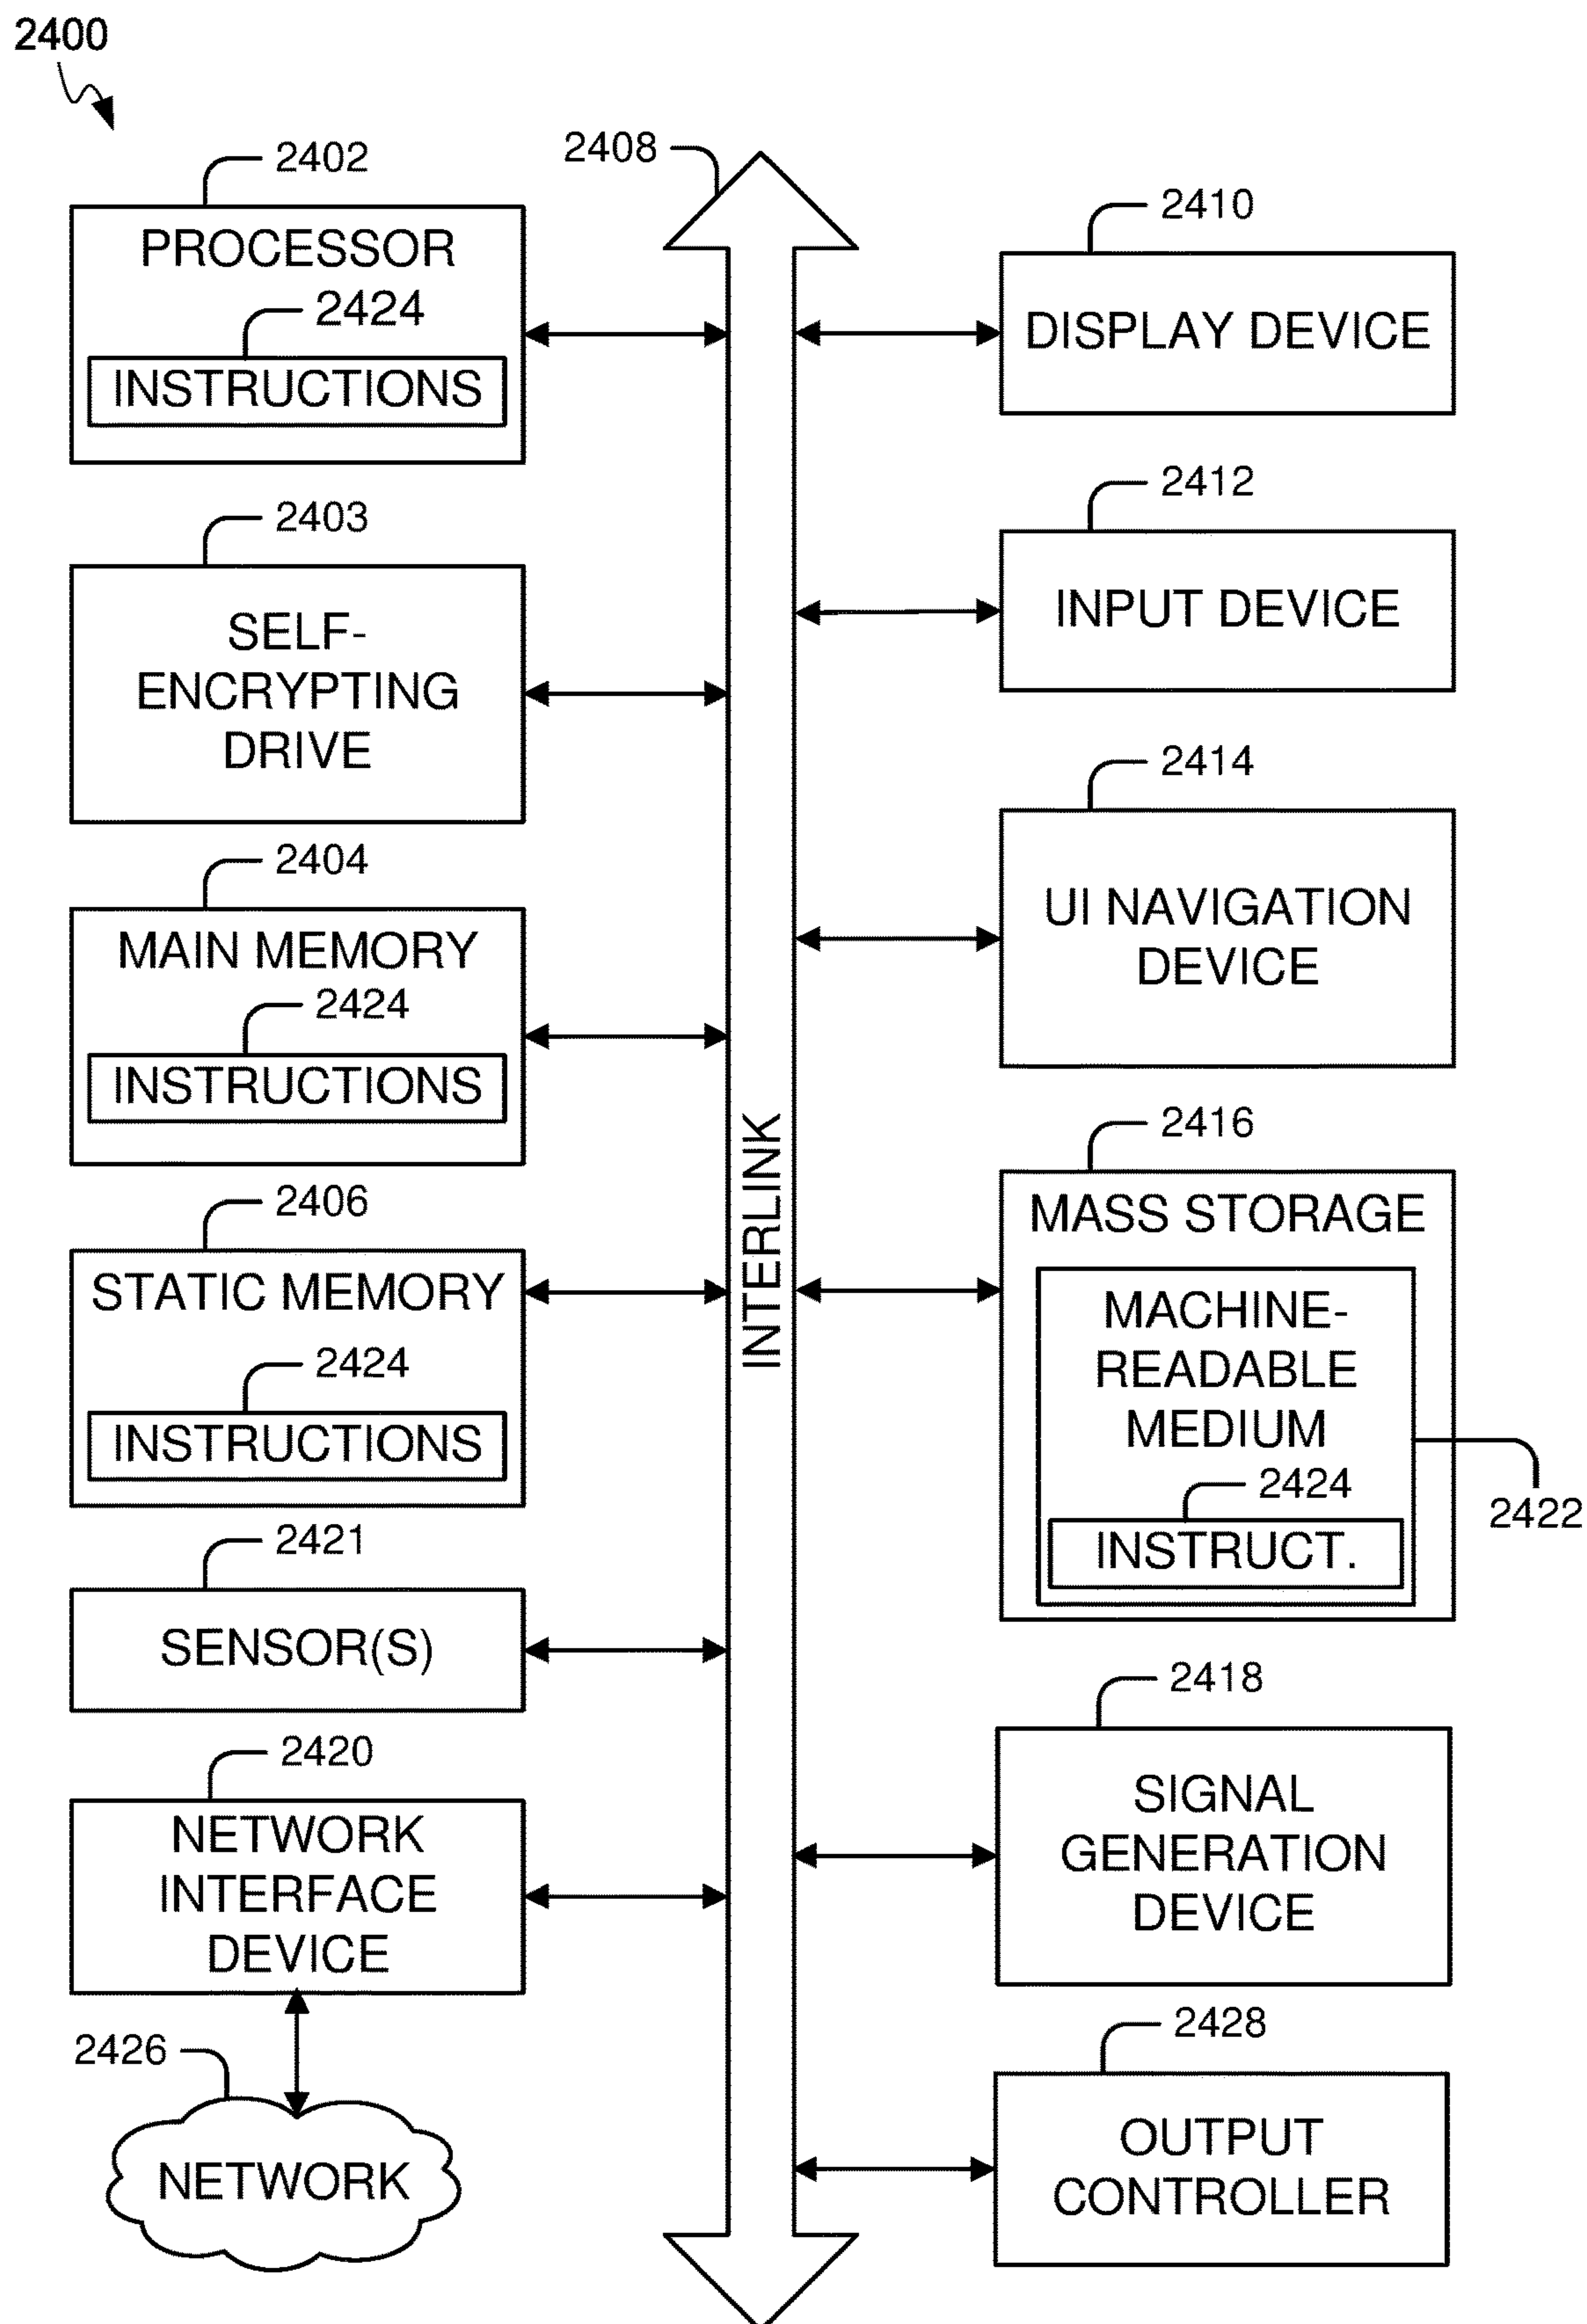 2400
2402
PROCESSOR
2424
INSTRUCTIONS
2403
SELF-
ENCRYPTING
DRIVE
2404
MAIN MEMORY
2424
INSTRUCTIONS
2406
STATIC MEMORY
2424
INSTRUCTIONS
2421
SENSOR(S)
2420
NETWORK
INTERFACE
DEVICE
2426
NETWORK
2408
INTERLINK
2410
DISPLAY DEVICE
2412
INPUT DEVICE
2414
UI NAVIGATION
DEVICE
2416
MASS STORAGE
MACHINE-
READABLE
MEDIUM
2424
INSTRUCT.
2422
2418
SIGNAL
GENERATION
DEVICE
2428
OUTPUT
CONTROLLER